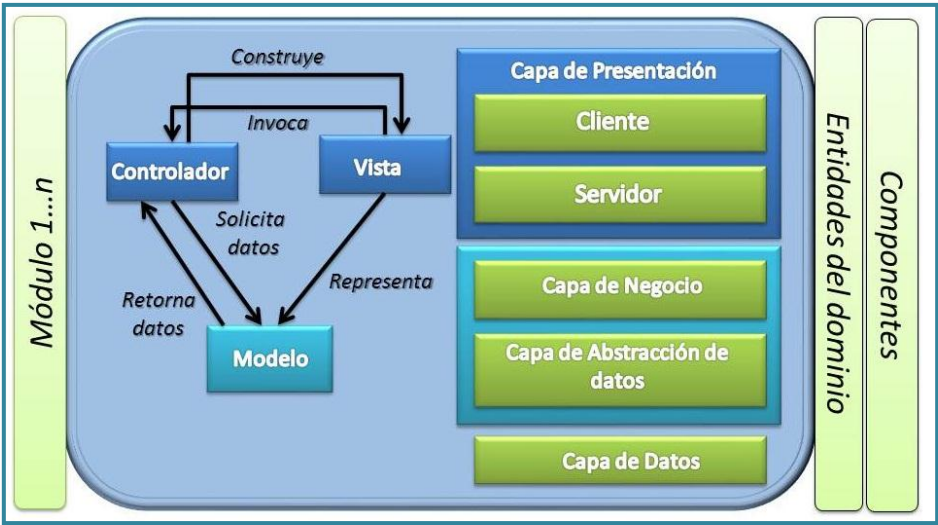 Módulo 1...n
Construye
Invoca
Controlador
Vista
Solicita
datos
Representa
Retorna
datos
Modelo
Capa de Presentación
Cliente
Servidor
Capa de Negocio
Capa de Abstracción de
datos
Capa de Datos
Entidades del dominio
Componentes